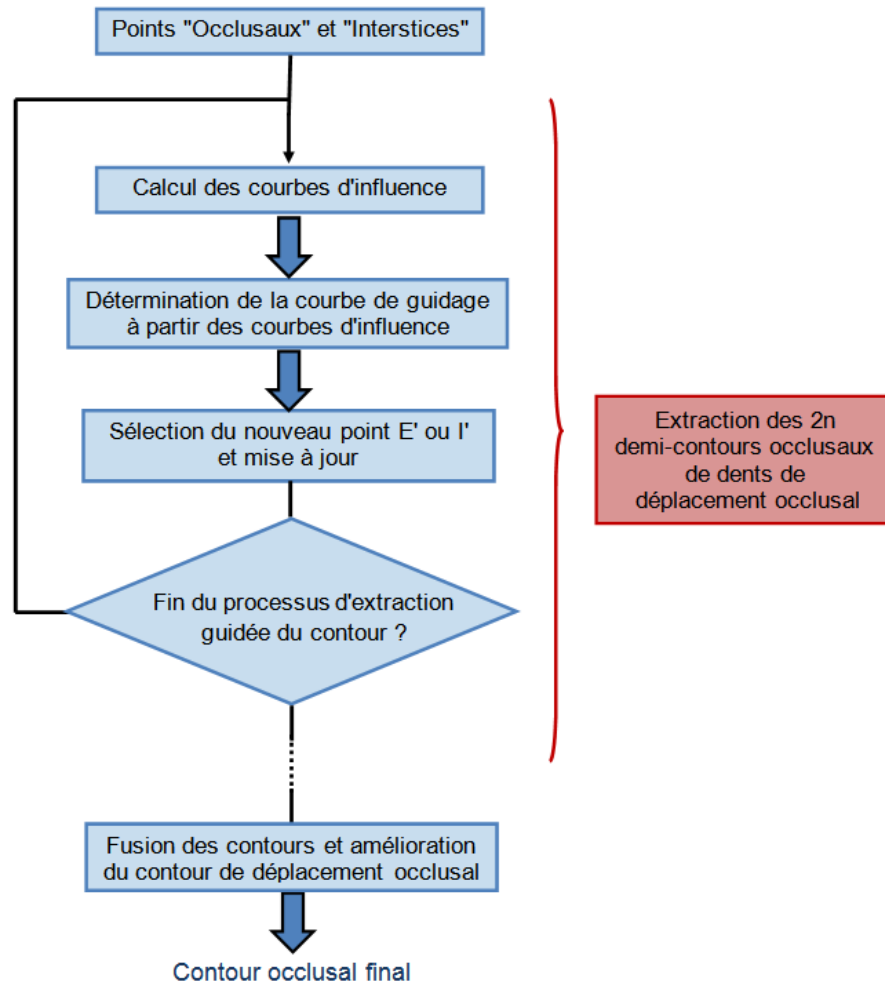 Points "Occlusaux" et "Interstices"
Calcul des courbes d'influence
Détermination de la courbe de guidage
à partir des courbes d'influence
Sélection du nouveau point E' ou I'
et mise à jour
Extraction des 2n
demi-contours occlusaux
de dents de
déplacement occlusal
Fin du processus d'extraction
guidée du contour ?
Fusion des contours et amélioration
du contour de déplacement occlusal
Contour occlusal final